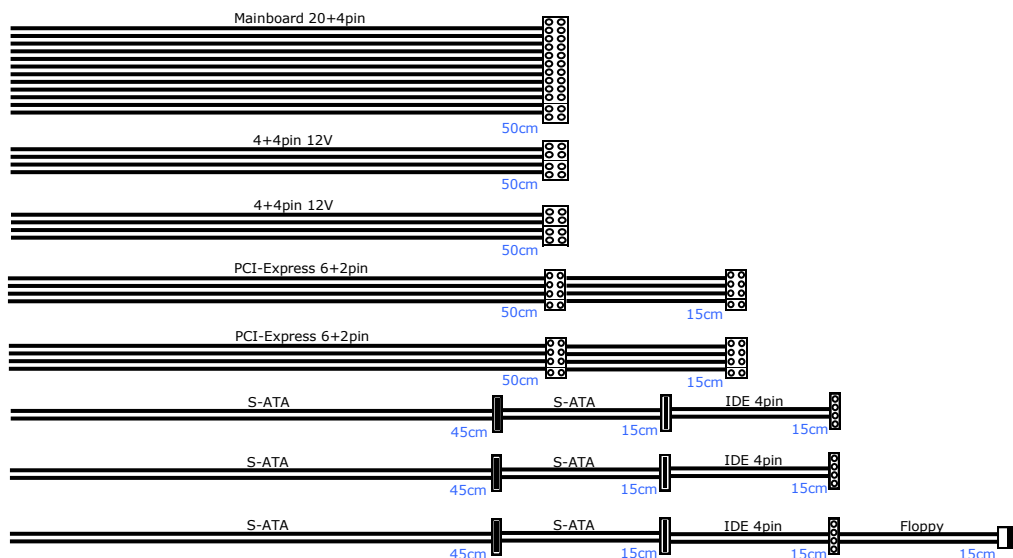 Mainboard 20+4pin
50cm
4+4pin 12V
50cm
4+4pin 12V
50cm
PCI-Express 6+2pin
50cm 15cm
PCI-Express 6+2pin
50cm 15cm
S-ATA S-ATA IDE 4pin
45cm 15cm 15cm
S-ATA S-ATA IDE 4pin
45cm 15cm 15cm
S-ATA S-ATA IDE 4pin Floppy
45cm 15cm 15cm 15cm